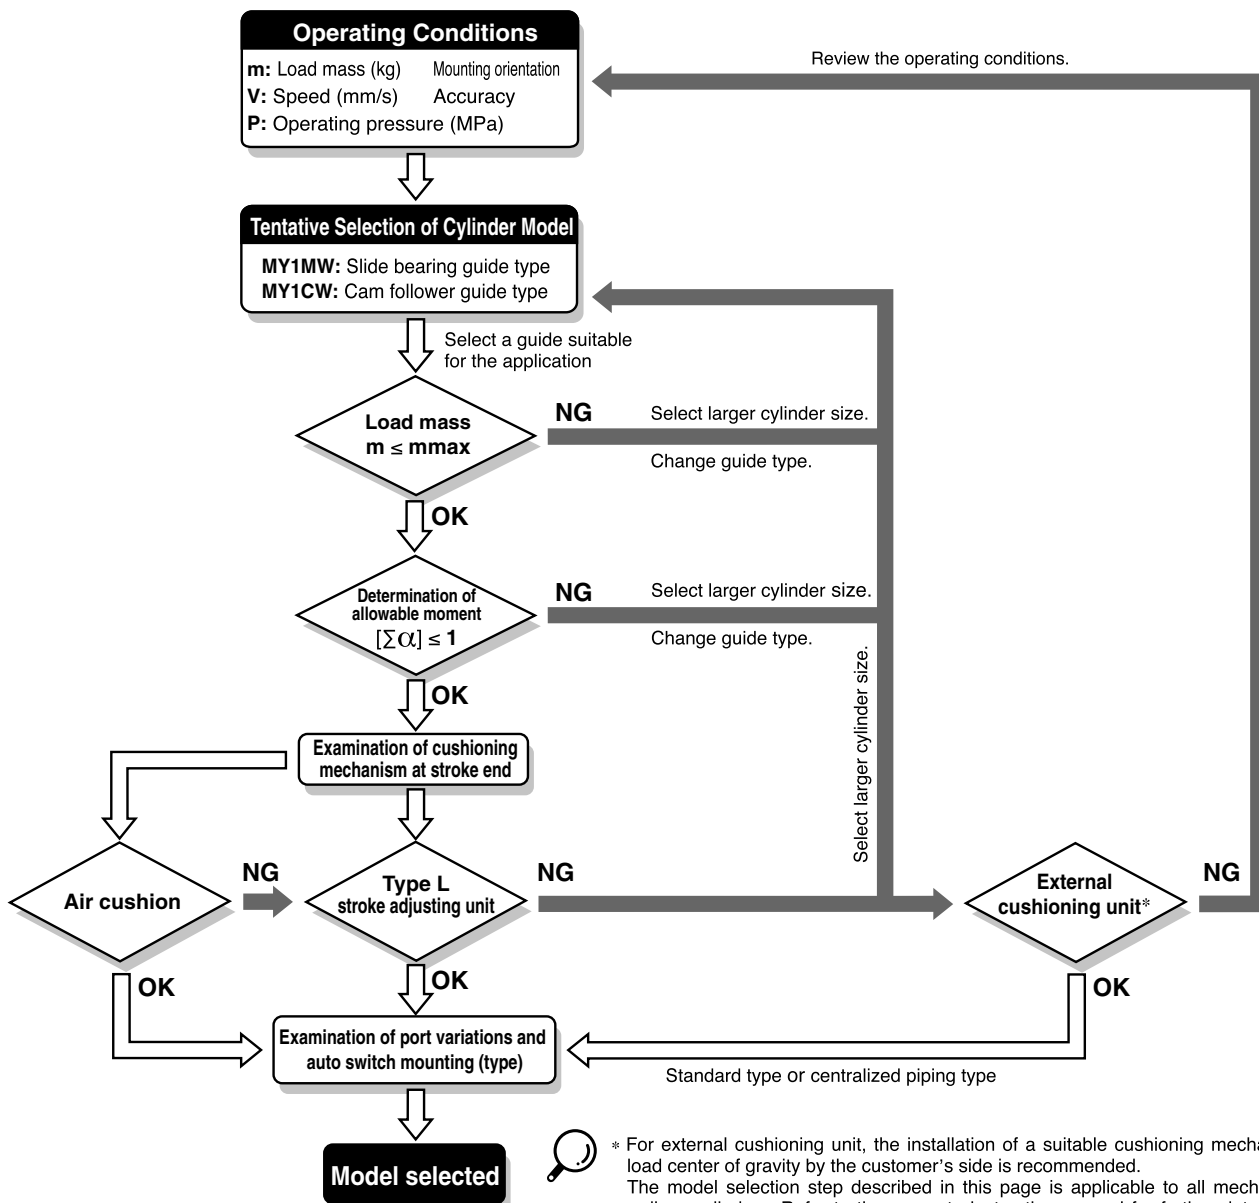 Operating Conditions
m: Load mass (kg) Mounting orientation
V: Speed (mm/s) Accuracy
P: Operating pressure (MPa)
Review the operating conditions.
Tentative Selection of Cylinder Model
MY1MW: Slide bearing guide type
MY1CW: Cam follower guide type
Select a guide suitable
for the application
Load mass
m ≤ mmax
NG
Select larger cylinder size.
Change guide type.
OK
Determination of
allowable moment
[∑α] ≤ 1
NG
Select larger cylinder size.
Change guide type.
OK
Select larger cylinder size.
Examination of cushioning
mechanism at stroke end
Air cushion
NG
Type L
stroke adjusting unit
NG
External
cushioning unit*
NG
OK
OK
OK
Examination of port variations and
auto switch mounting (type)
Standard type or centralized piping type
Model selected
* For external cushioning unit, the installation of a suitable cushioning mecha
load center of gravity by the customer's side is recommended.
The model selection step described in this page is applicable to all mech